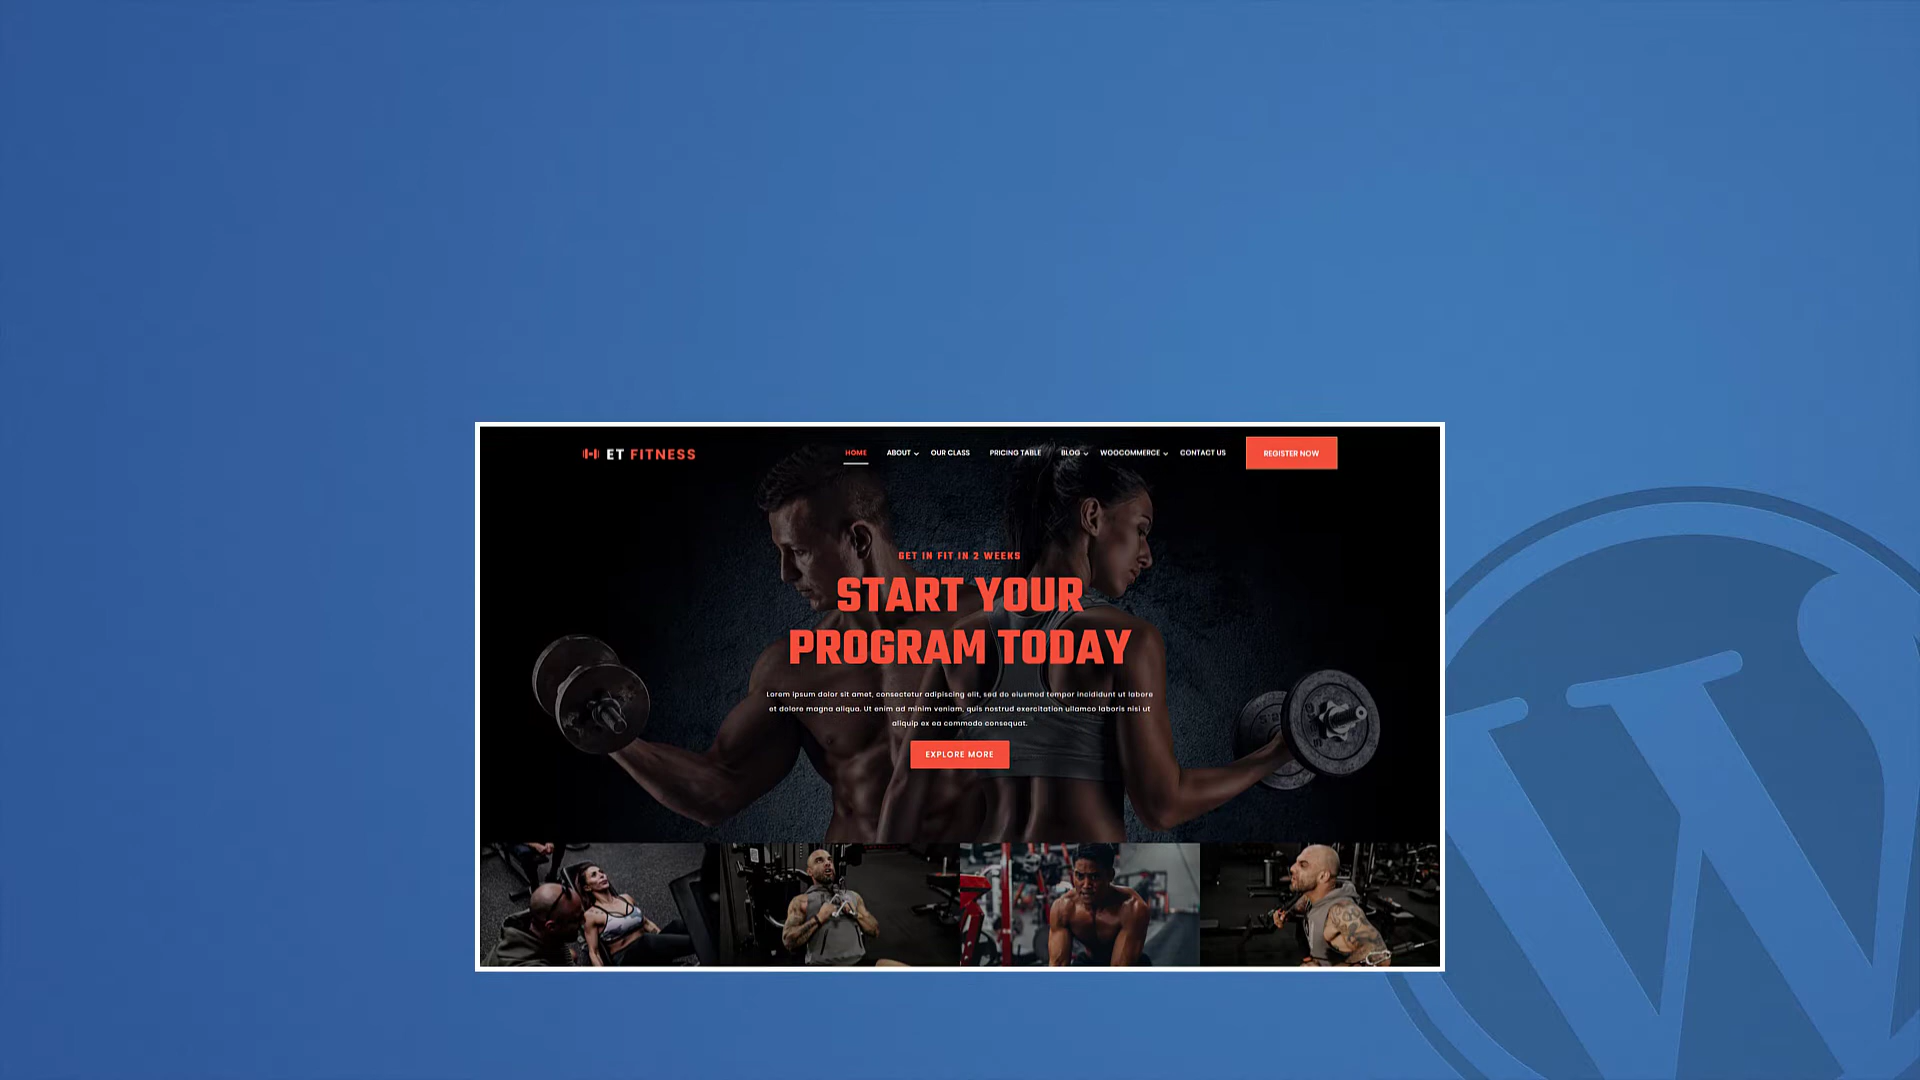 ET FITNESS
HOME ABOUT OUR CLASS PRICING TABLE BLOG WOOCOMMERCE CONTACT US REGISTER NOW
GET IN FIT IN 2 WEEKS
START YOUR
PROGRAM TODAY
Lorem ipsum dolor sit amet, consectetur adipiscing elit, sed do eiusmod tempor incididunt ut labore
et dolore magna aliqua. Ut enim ad minim veniam, quis nostrud exercitation ullamco laboris nisi ut
aliquip ex ea commodo consequat.
EXPLORE MORE